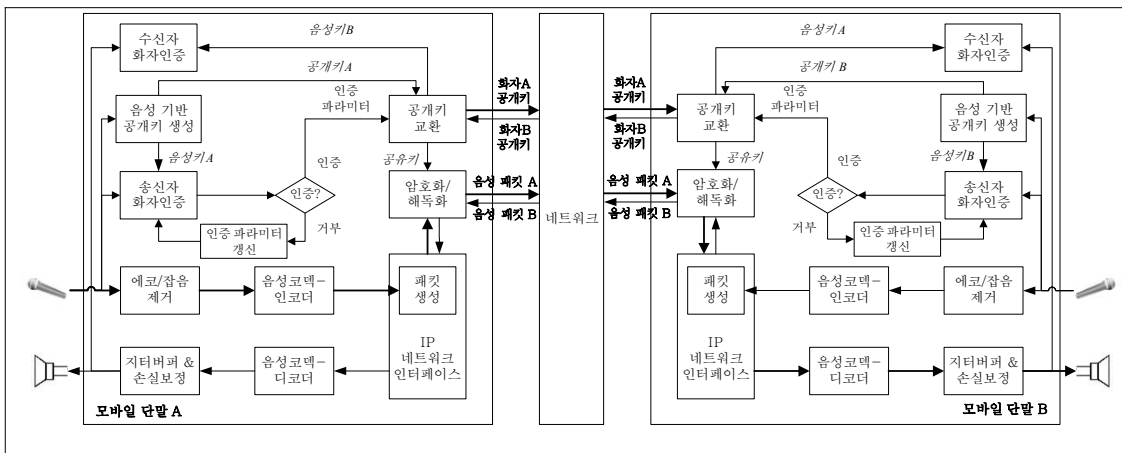 수신자
화자인증
음성키B
공개키A
음성 기반
공개키 생성
인증
파라미터
공개키
교환
음성키A
인증
공유키
송신자
화자인증
인증?
암호화/
해독화
거부
인증 파라미터
갱신
에코/잡음
제거
음성코덱-
인코더
패킷
생성
IP
네트워크
인터페이스
지터버퍼 &
손실보정
음성코덱-
디코더
모바일 단말 A
화자A
공개키
화자B
공개키
음성 패킷 A
음성 패킷 B
네트워크
화자A
공개키
화자B
공개키
음성 패킷 A
음성 패킷 B
음성키A
수신자
화자인증
공개키 B
공개키
교환
인증
파라미터
음성 기반
공개키 생성
공유키
인증
음성키B
암호화/
해독화
인증?
송신자
화자인증
거부
인증 파라미터
갱신
패킷
생성
음성코덱-
인코더
에코/잡음
제거
IP
네트워크
인터페이스
음성코덱-
디코더
지터버퍼 &
손실보정
모바일 단말 B